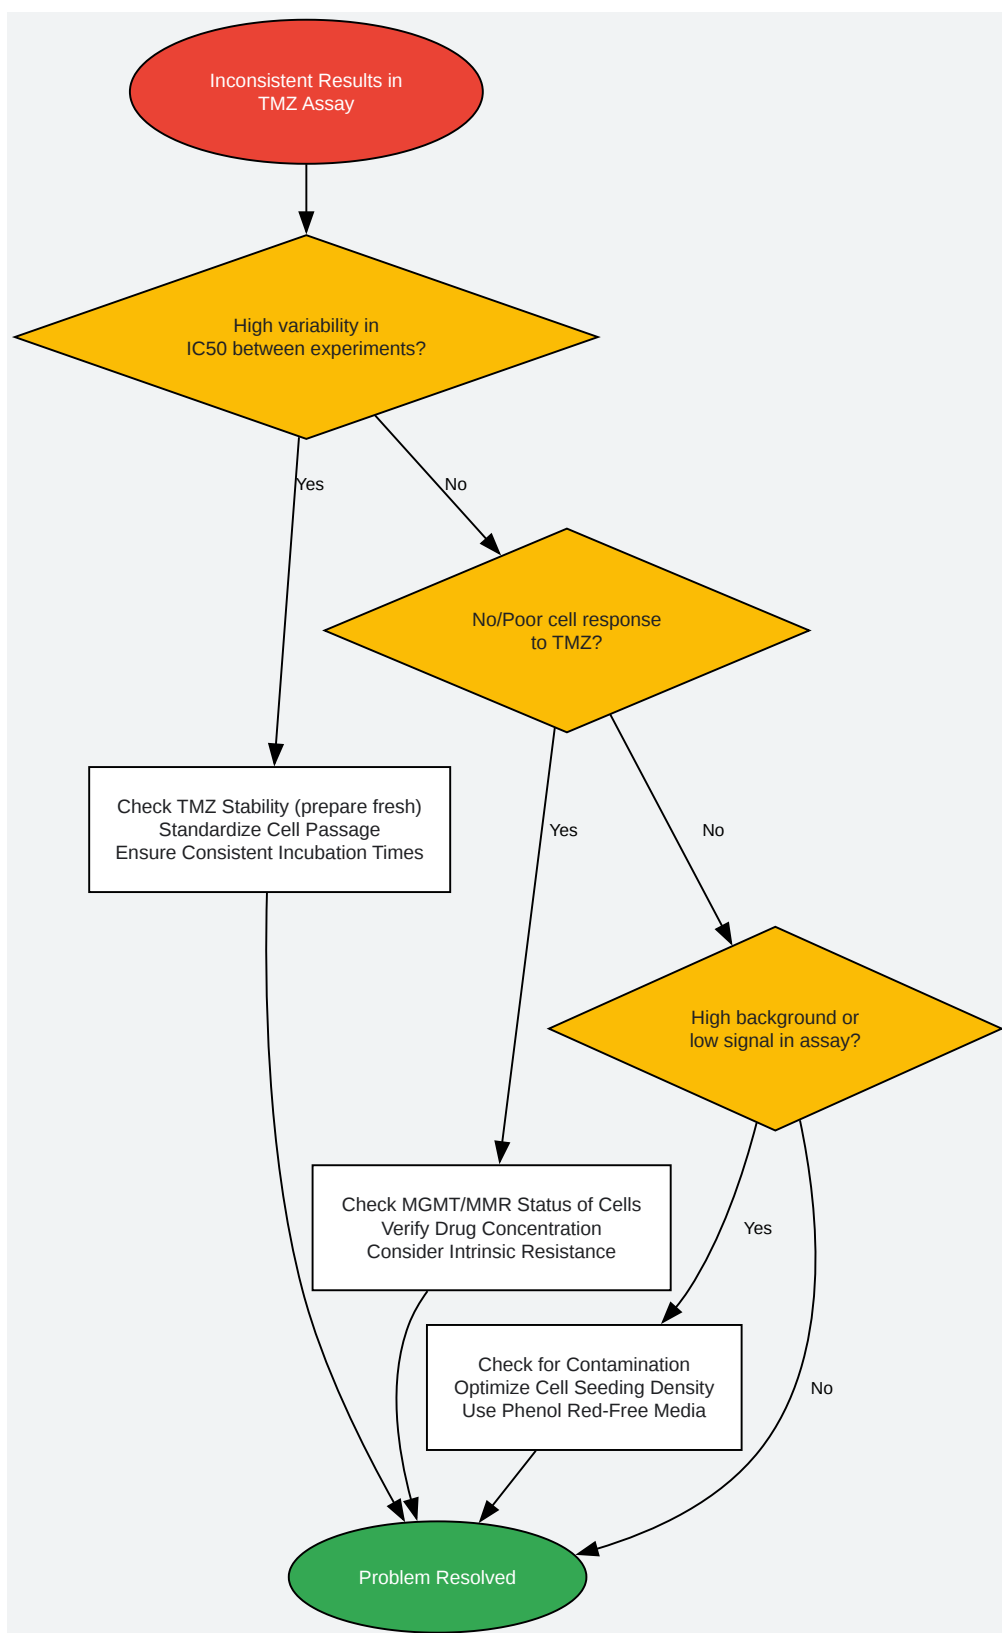 Inconsistent Results in
TMZ Assay
High variability in
IC50 between experiments?
Yes
No
No/Poor cell response
to TMZ?
Check TMZ Stability (prepare fresh)
Standardize Cell Passage
Ensure Consistent Incubation Times
Yes
No
High background or
low signal in assay?
Check MGMT/MMR Status of Cells
Verify Drug Concentration
Consider Intrinsic Resistance
Yes
Check for Contamination
Optimize Cell Seeding Density
Use Phenol Red-Free Media
No
Problem Resolved